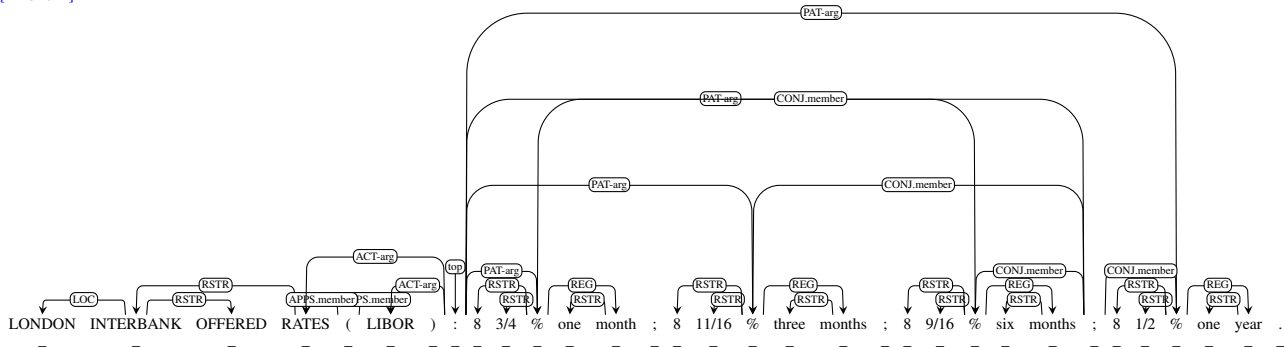 PAT-arg
PAT-arg CONJ.member
PAT-arg CONJ.member
ACT-arg top
RSTR ACT-arg PAT-arg RSTR REG RSTR REG RSTR CONJ.member REG CONJ.member RSTR REG
LOC RSTR APPS.member PS.member RSTR RSTR RSTR RSTR RSTR RSTR RSTR RSTR
LONDON INTERBANK OFFERED RATES ( LIBOR ) : 8 3/4 % one month ; 8 11/16 % three months ; 8 9/16 % six months ; 8 1/2 % one year .
_ _ _ _ _ _ _ _ _ _ _ _ _ _ _ _ _ _ _ _ _ _ _ _ _ _ _ _ _ _ _ _